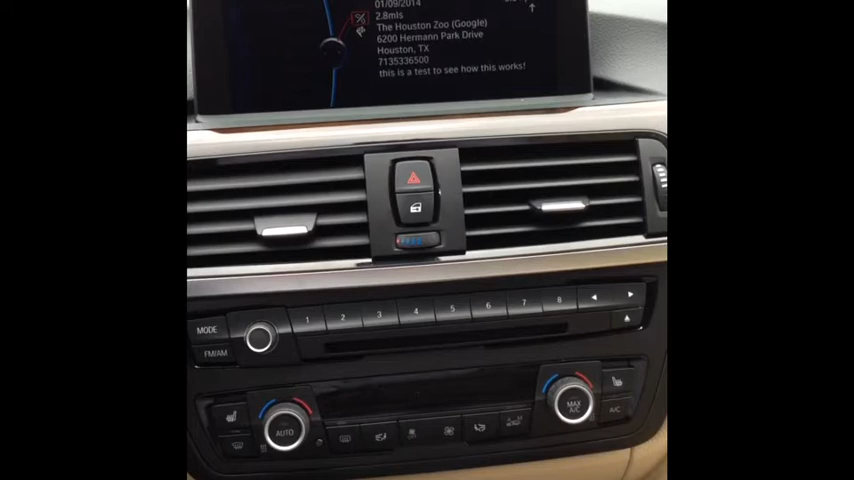 01/09/2014
2.8mls
The Houston Zoo (Google)
6200 Hermann Park Drive
Houston, TX
7135336500
this is a test to see how this works!
MODE
1 2 3 4 5 6 7 8
FM/AM
AUTO
MAX A/C
A/C